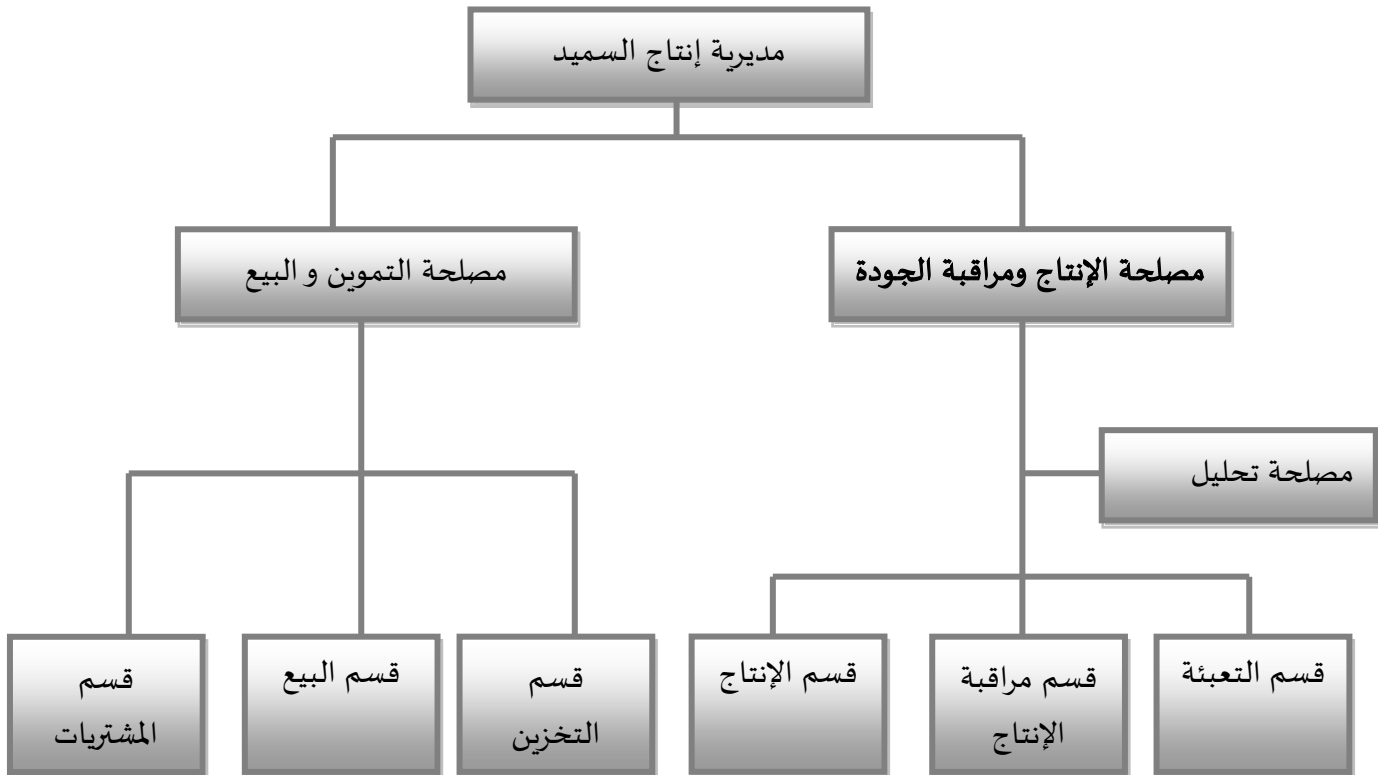 مديرية إنتاج السميد
مصلحة الإنتاج ومراقبة الجودة
مصلحة التموين و البيع
مصلحة تحليل
قسم التعبئة
قسم مراقبة
الإنتاج
قسم الإنتاج
قسم
التخزين
قسم البيع
قسم
المشتريات